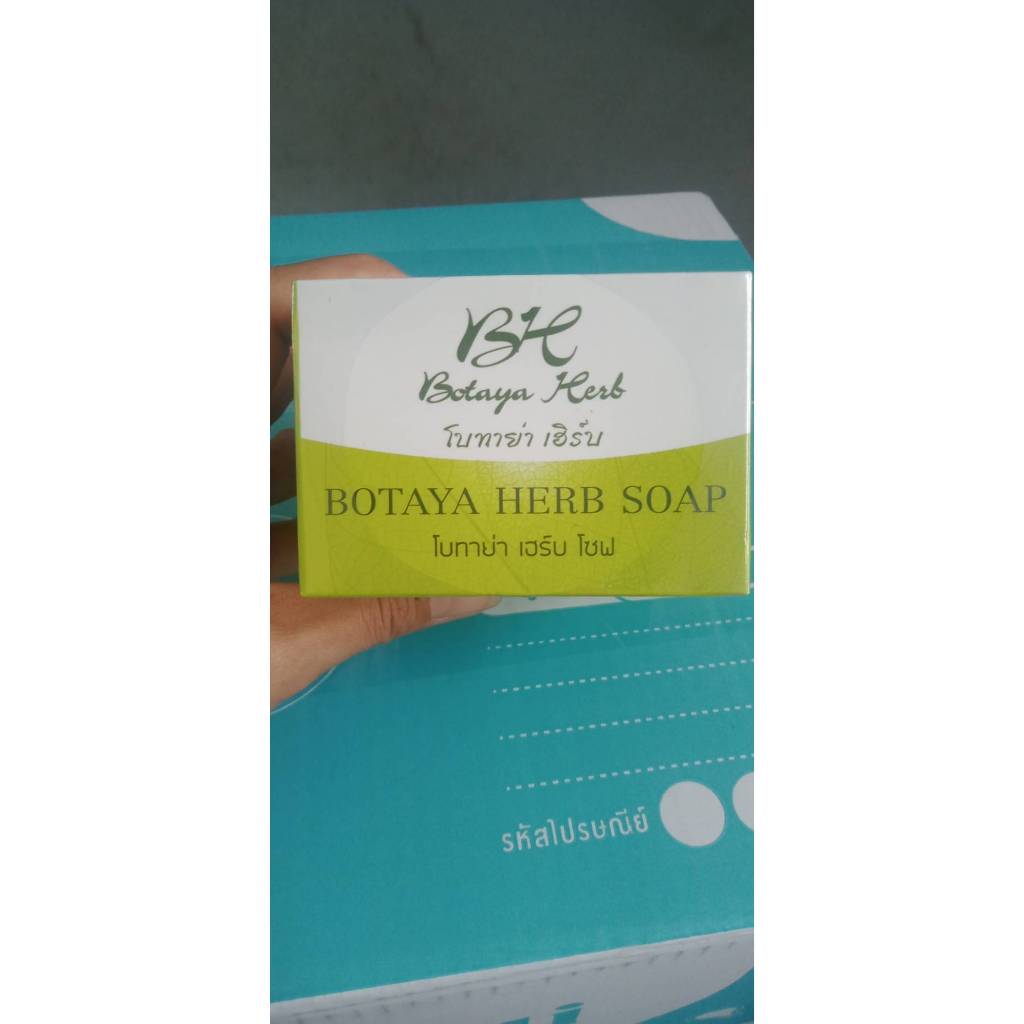 BH
Botaya Herb
โบทาย่า เฮิร์บ
BOTAYA HERB SOAP
โบทาย่า เฮร์บ โซฟ
รหัสไปรษณีย์